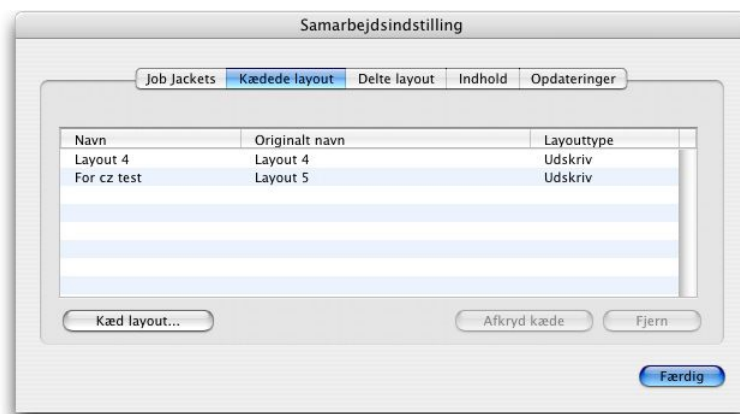 Samarbejdsindstilling
Job Jackets Kædede layout Delte layout Indhold Opdateringer
Navn Originalt navn Layouttype
Layout 4 Layout 4 Udskriv
For cz test Layout 5 Udskriv
Kæd layout... Afkryd kæde Fjern
Færdig